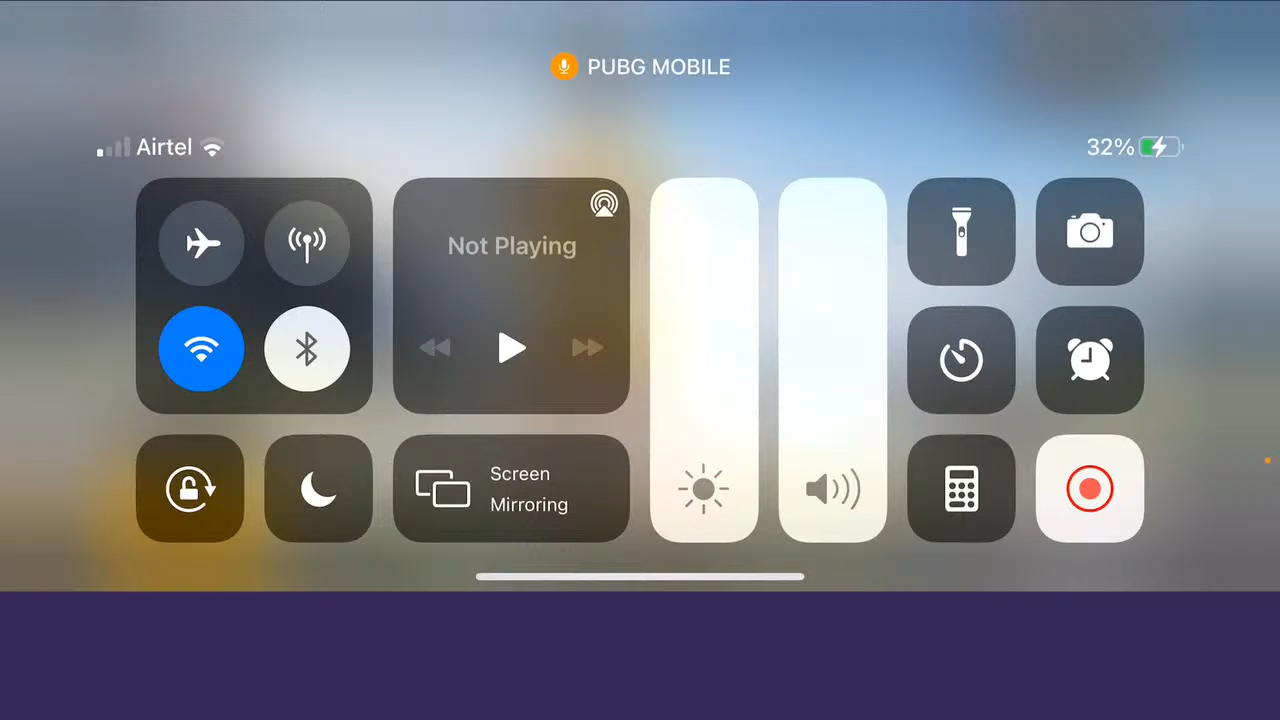 PUBG MOBILE
Airtel
32%
Not Playing
Screen
Mirroring